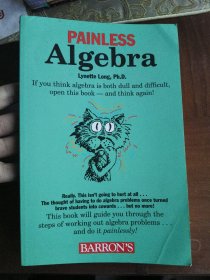 PAINLESS
Algebra
Lynette Long, Ph.D.
If you think algebra is both dull and difficult,
open this book — and think again!
Really. This isn't going to hurt at all . . .
The thought of having to do algebra problems once turned
brave students into cowards . . . but no more!
This book will guide you through the
steps of working out algebra problems . . .
and do it painlessly!
BARRON'S